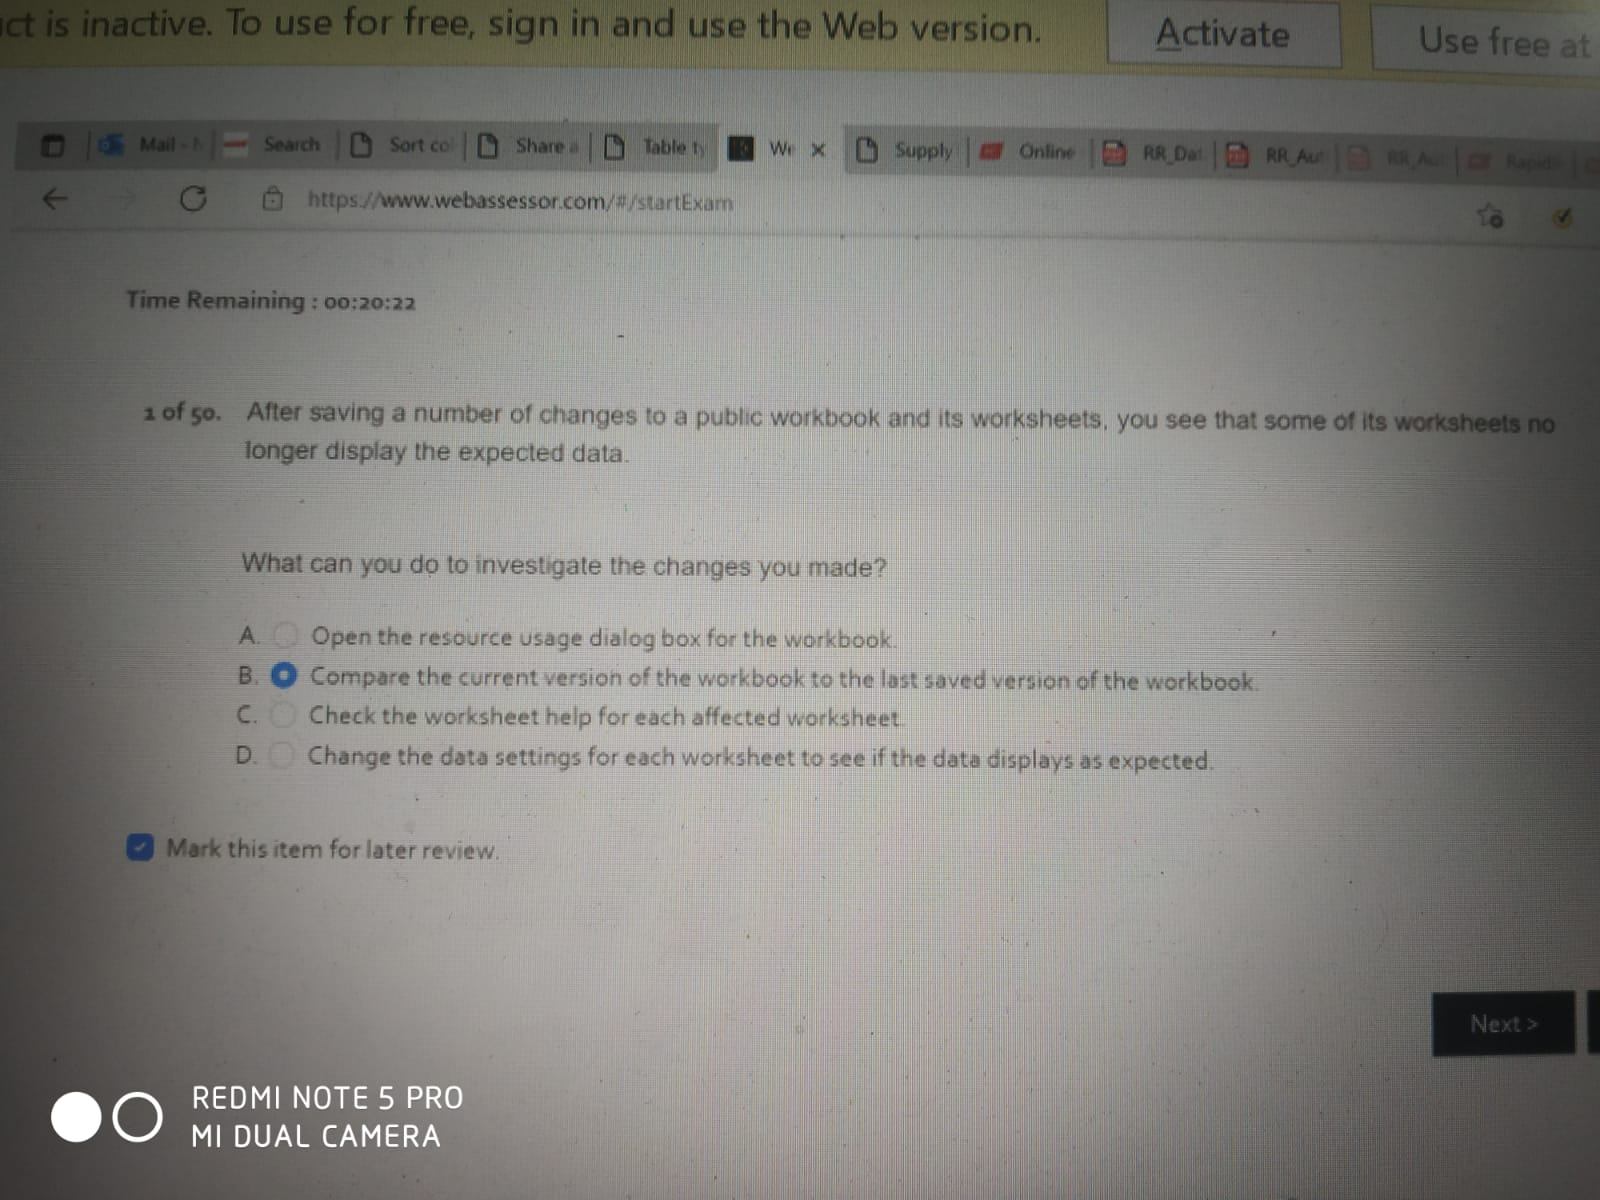 ct is inactive. To use for free, sign in and use the Web version.
Activate
Use free at
Mail - 
Search
Sort col
Share a
Table ty
We
Supply
Online
RR_Dat
RR_Aut
RR_Aut
Rapid
https://www.webassessor.com/#/startExam
Time Remaining : 00:20:22
1 of 50. After saving a number of changes to a public workbook and its worksheets, you see that some of its worksheets no
longer display the expected data.
What can you do to investigate the changes you made?
A. Open the resource usage dialog box for the workbook.
B. Compare the current version of the workbook to the last saved version of the workbook.
C. Check the worksheet help for each affected worksheet.
D. Change the data settings for each worksheet to see if the data displays as expected.
Mark this item for later review.
Next >
REDMI NOTE 5 PRO
MI DUAL CAMERA